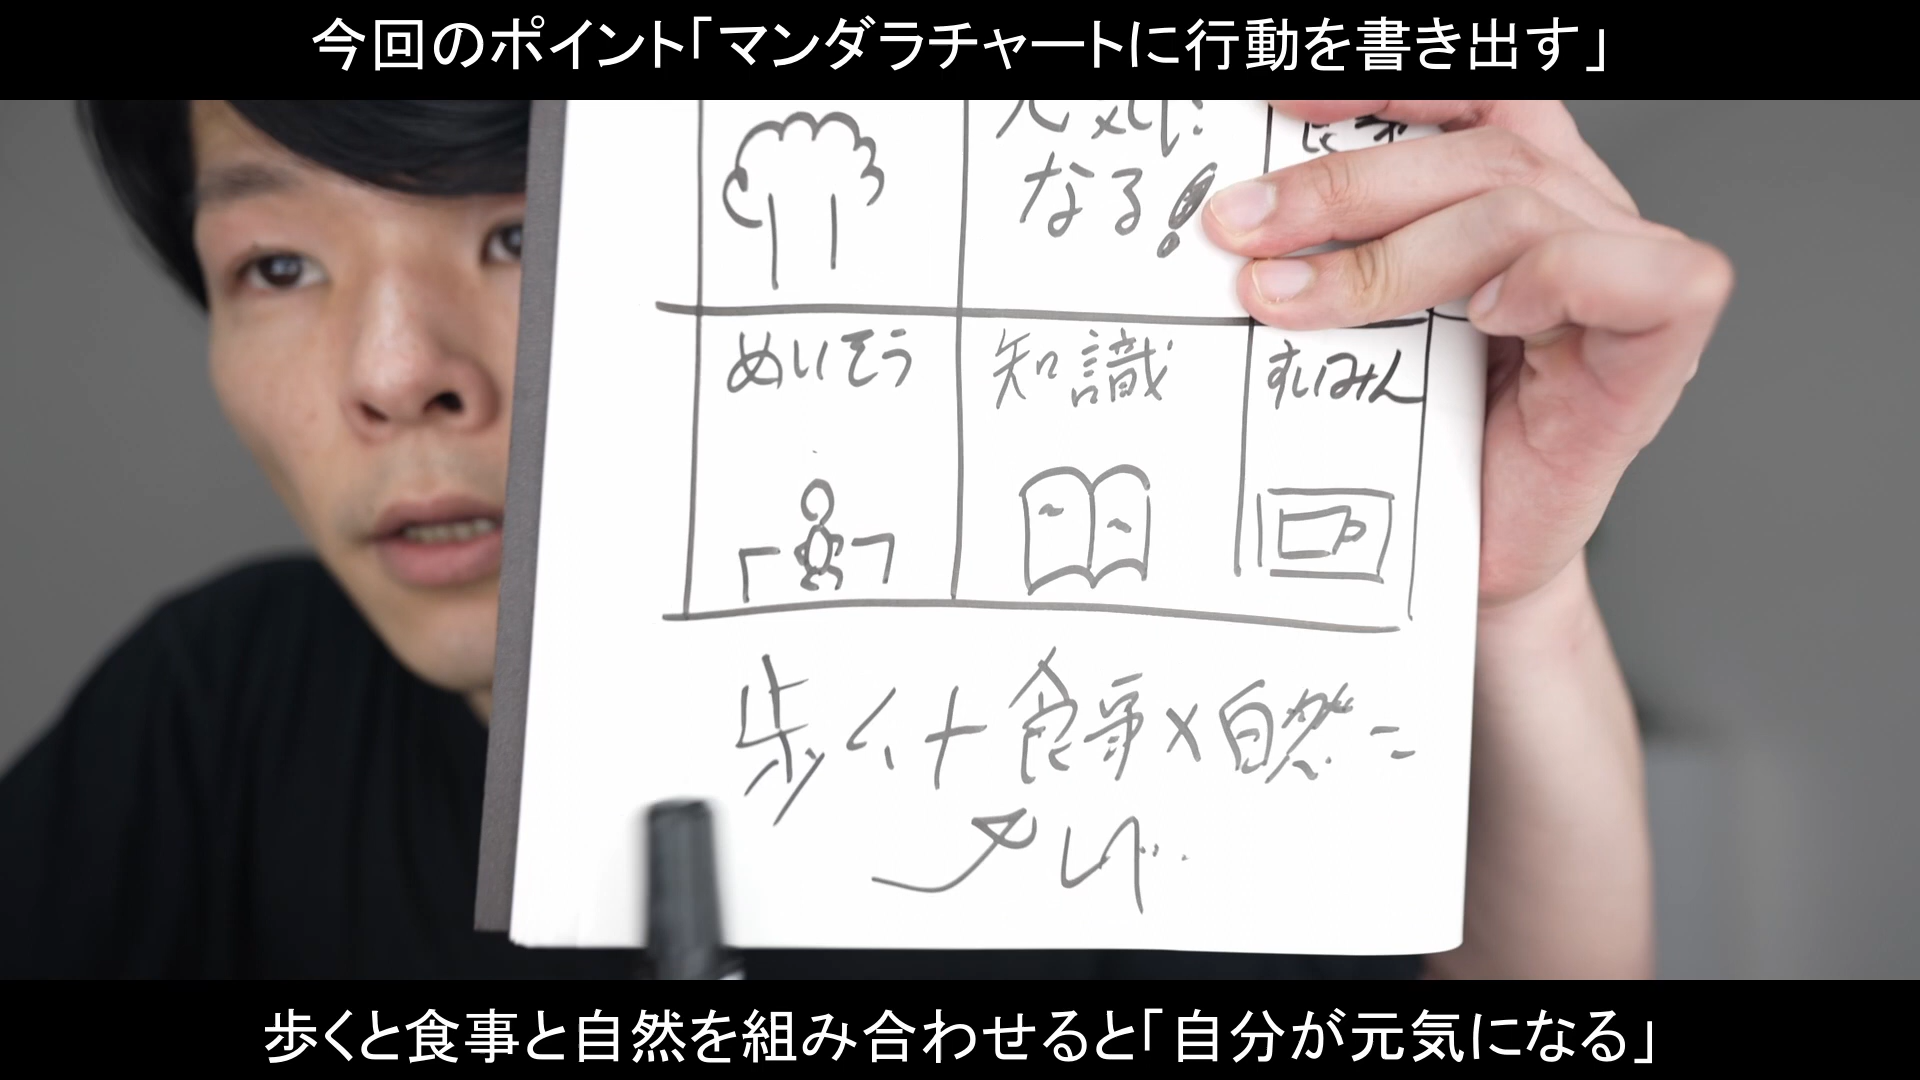 今回のポイント「マンダラチャートに行動を書き出す」
元気に
なる!
めいそう
知識
すいみん
歩く+食事×自然=
歩くと食事と自然を組み合わせると「自分が元気になる」